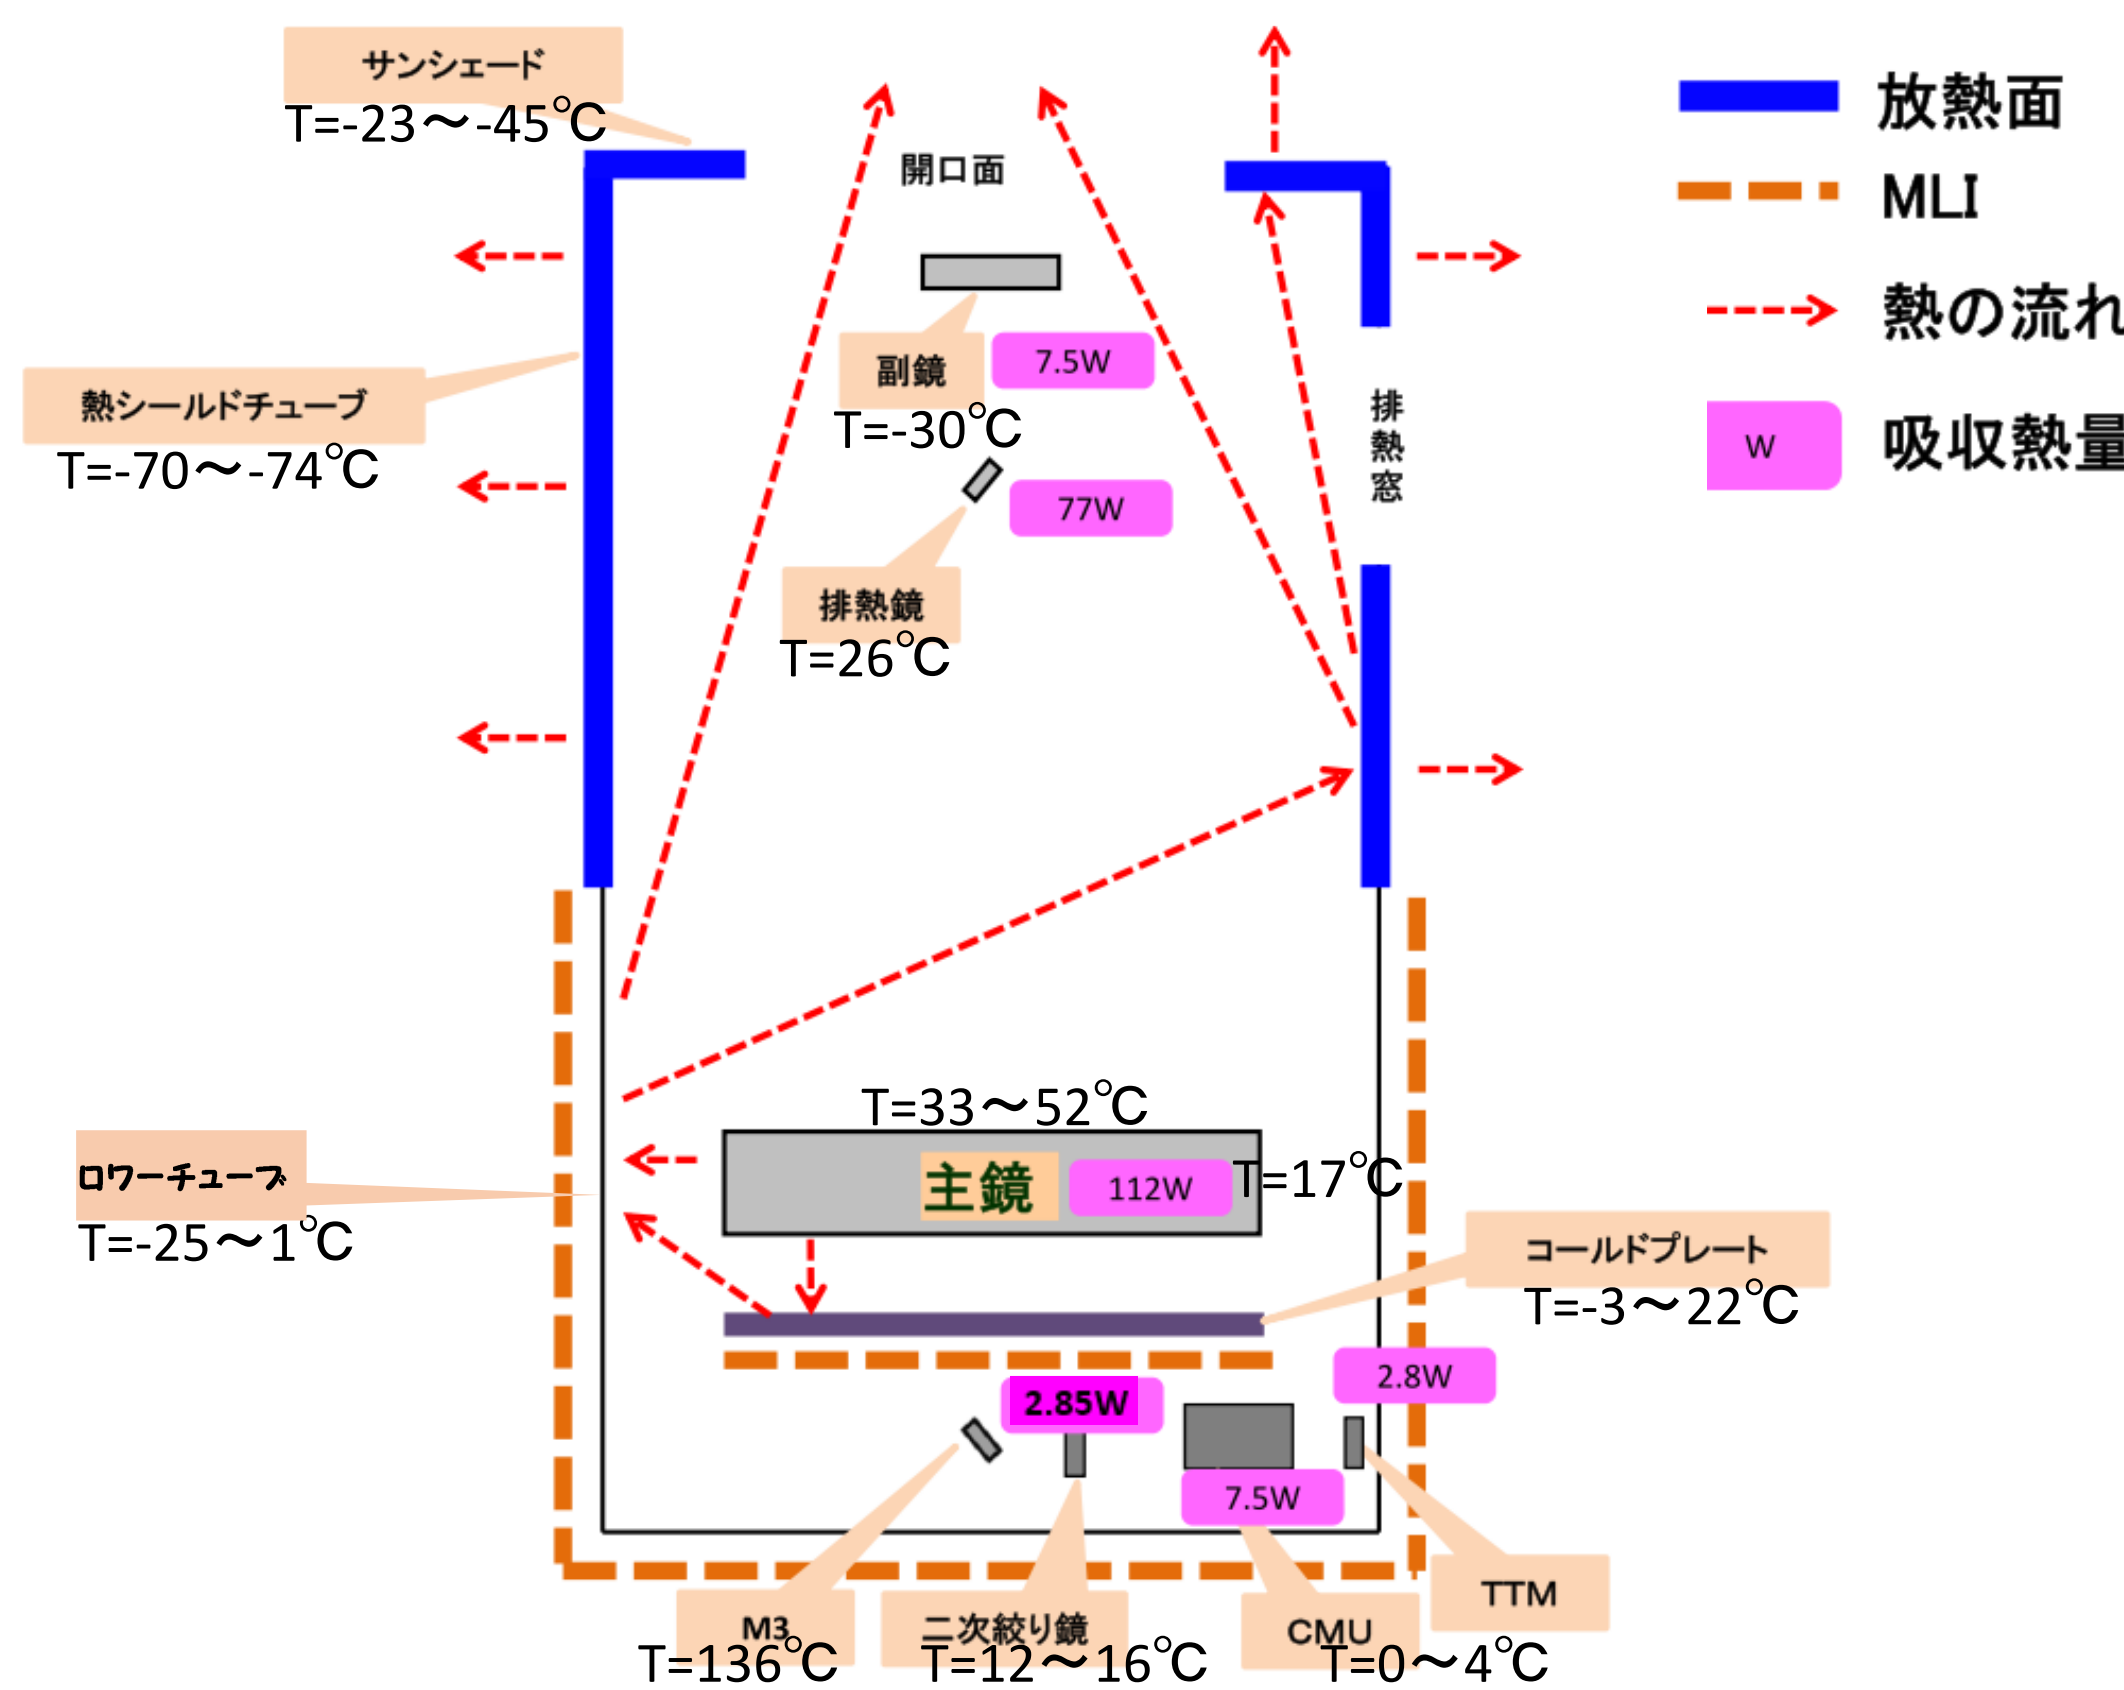 サンシェード
T=-23～-45℃
開口面
放熱面
MLI
熱の流れ
W
吸収熱量
副鏡
7.5W
T=-30℃
熱シールドチューブ
T=-70～-74℃
排熱窓
77W
排熱鏡
T=26℃
T=33～52℃
主鏡
112W
T=17℃
ロワーチューブ
T=-25～1℃
コールドプレート
T=-3～22℃
2.8W
2.85W
7.5W
TTM
M3
T=136℃
二次絞り鏡
T=12～16℃
CMU
T=0～4℃